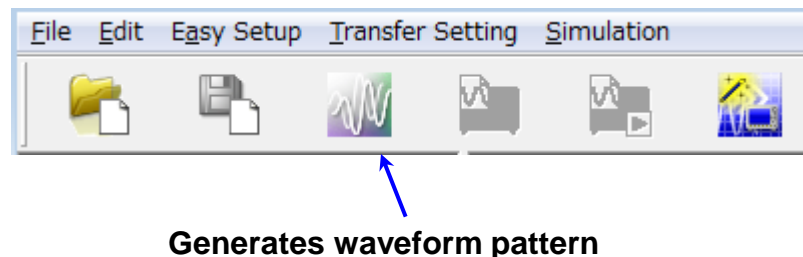 File Edit Easy Setup Transfer Setting Simulation
Generates waveform pattern